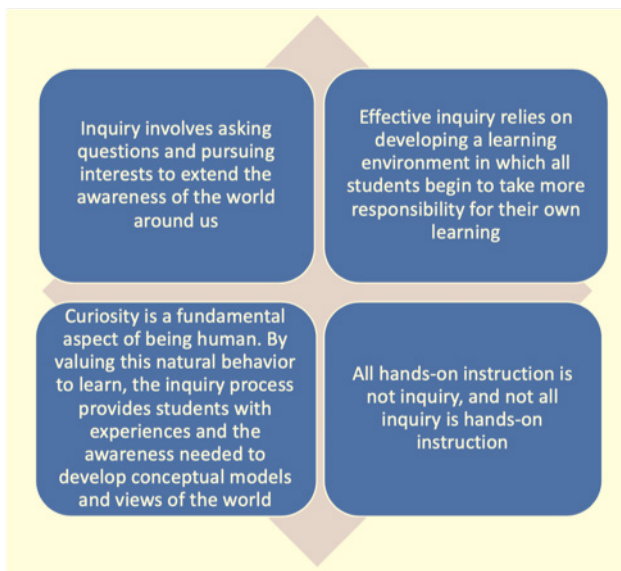 Inquiry involves asking
questions and pursuing
interests to extend the
awareness of the world
around us
Effective inquiry relies on
developing a learning
environment in which all
students begin to take more
responsibility for their own
learning
Curiosity is a fundamental
aspect of being human. By
valuing this natural behavior
to learn, the inquiry process
provides students with
experiences and the
awareness needed to
develop conceptual models
and views of the world
All hands-on instruction is
not inquiry, and not all
inquiry is hands-on
instruction